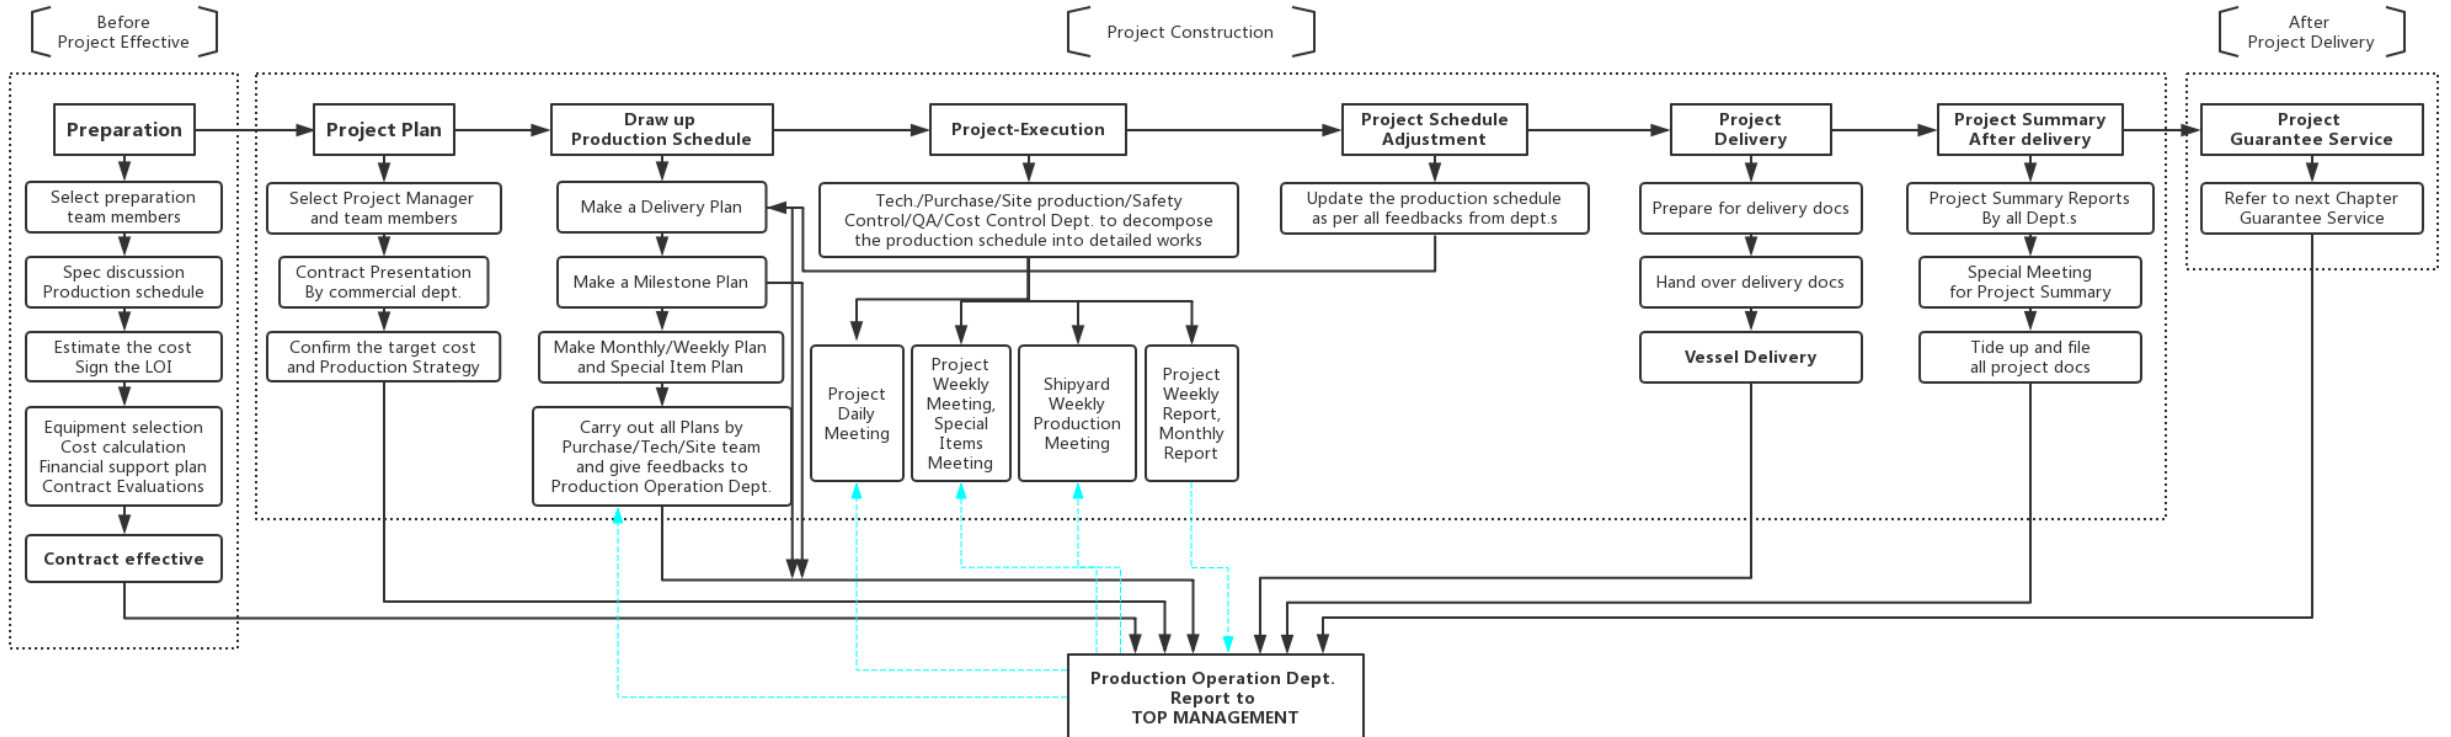 Before
Project Effective
Project Construction
After
Project Delivery
Preparation
Select preparation
team members
Spec discussion
Production schedule
Estimate the cost
Sign the LOI
Equipment selection
Cost calculation
Financial support plan
Contract Evaluations
Contract effective
Project Plan
Select Project Manager
and team members
Contract Presentation
By commercial dept.
Confirm the target cost
and Production Strategy
Draw up
Production Schedule
Make a Delivery Plan
Make a Milestone Plan
Make Monthly/Weekly Plan
and Special Item Plan
Carry out all Plans by
Purchase/Tech/Site team
and give feedbacks to
Production Operation Dept.
Project-Execution
Tech./Purchase/Site production/Safety
Control/QA/Cost Control Dept. to decompose
the production schedule into detailed works
Project
Daily
Meeting
Project
Weekly
Meeting,
Special
Items
Meeting
Shipyard
Weekly
Production
Meeting
Project
Weekly
Report,
Monthly
Report
Project Schedule
Adjustment
Update the production schedule
as per all feedbacks from dept.s
Project
Delivery
Prepare for delivery docs
Hand over delivery docs
Vessel Delivery
Project Summary
After delivery
Project Summary Reports
By all Dept.s
Special Meeting
for Project Summary
Tide up and file
all project docs
Project
Guarantee Service
Refer to next Chapter
Guarantee Service
Production Operation Dept.
Report to
TOP MANAGEMENT